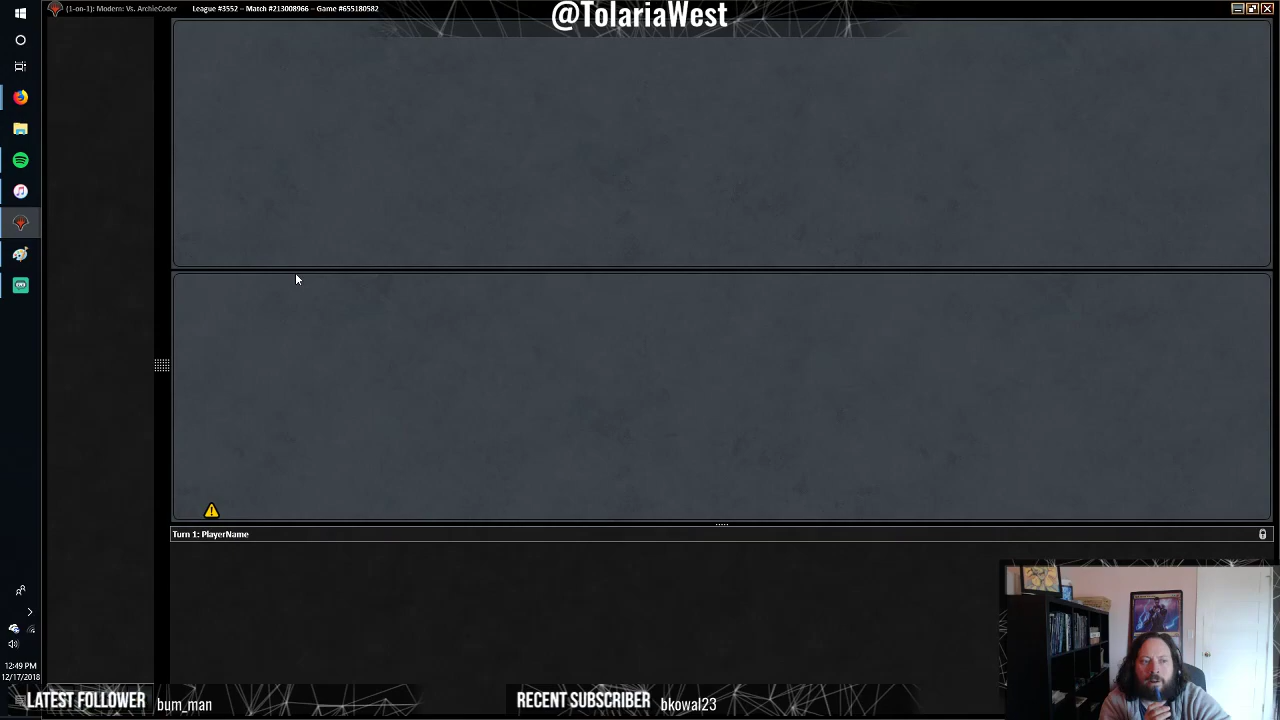 (1-on-1): Modern: Vs. ArchieCoder
League #3552 – Match #213008966 – Game #655180582
@TolariaWest
Turn 1: PlayerName
12:49 PM
12/17/2018
LATEST FOLLOWER bum_man
RECENT SUBSCRIBER bkowal23